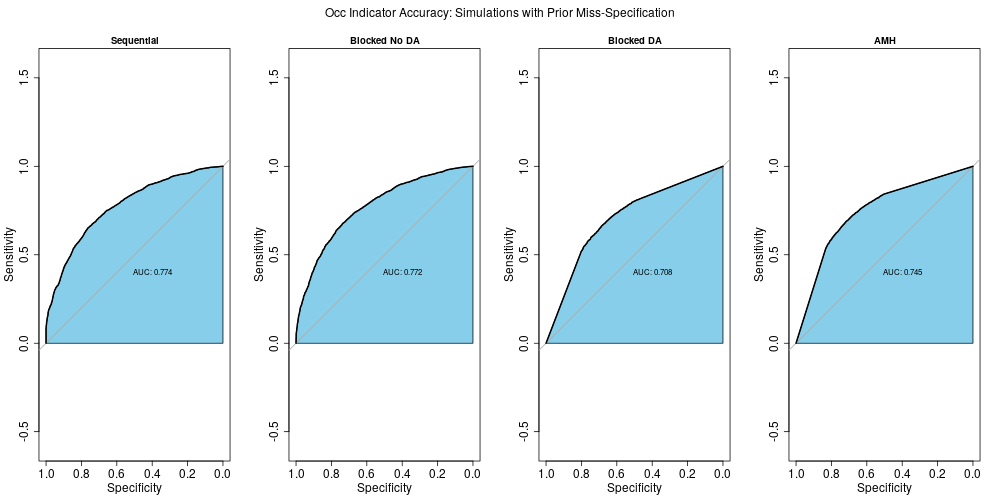 Occ Indicator Accuracy: Simulations with Prior Miss-Specification
Sequential
Sensitivity
1.5
1.0
0.5
0.0
-0.5
AUC: 0.774
1.0 0.8 0.6 0.4 0.2 0.0
Specificity
Blocked No DA
Sensitivity
1.5
1.0
0.5
0.0
-0.5
AUC: 0.772
1.0 0.8 0.6 0.4 0.2 0.0
Specificity
Blocked DA
Sensitivity
1.5
1.0
0.5
0.0
-0.5
AUC: 0.708
1.0 0.8 0.6 0.4 0.2 0.0
Specificity
AMH
Sensitivity
1.5
1.0
0.5
0.0
-0.5
AUC: 0.745
1.0 0.8 0.6 0.4 0.2 0.0
Specificity